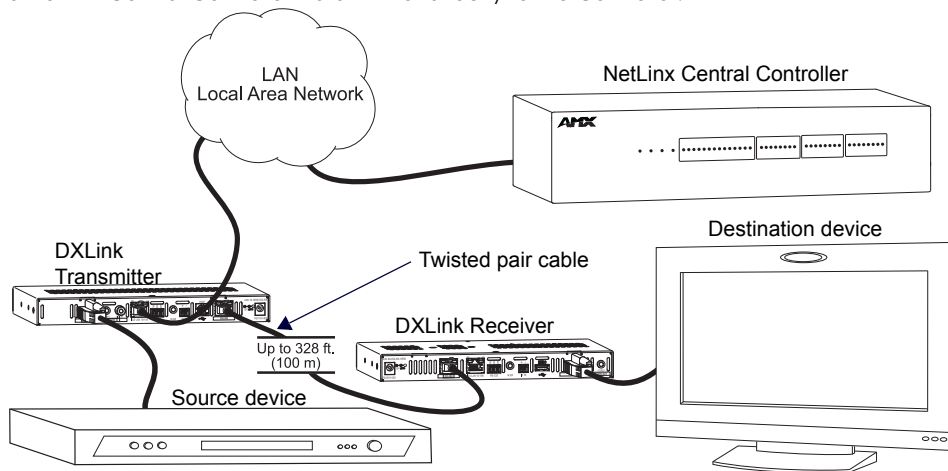 LAN
Local Area Network
NetLinx Central Controller
AMX
Destination device
DXLink
Transmitter
Twisted pair cable
DXLink Receiver
Up to 328 ft.
(100 m)
Source device